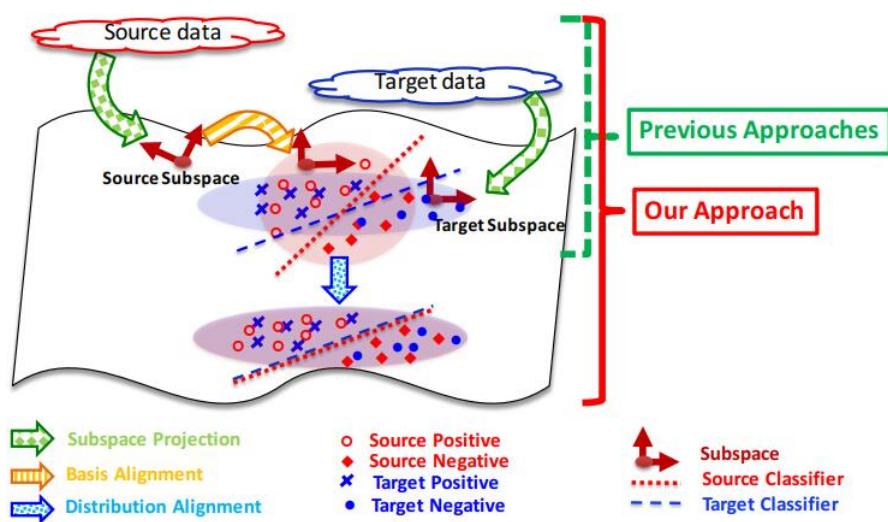 Source data
Target data
Previous Approaches
Source Subspace
Our Approach
Target Subspace
Subspace Projection
Basis Alignment
Distribution Alignment
Source Positive
Source Negative
Target Positive
Target Negative
Subspace
Source Classifier
Target Classifier